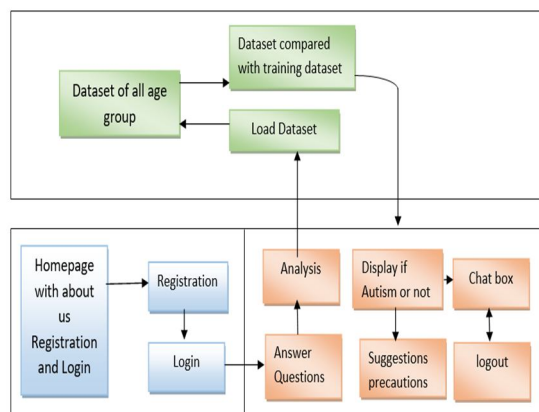 Dataset compared
with training dataset
Dataset of all age
group
Load Dataset
Homepage
with about
us
Registration
and Login
Registration
Login
Analysis
Answer
Questions
Display if
Autism or not
Suggestions
precautions
Chat box
logout